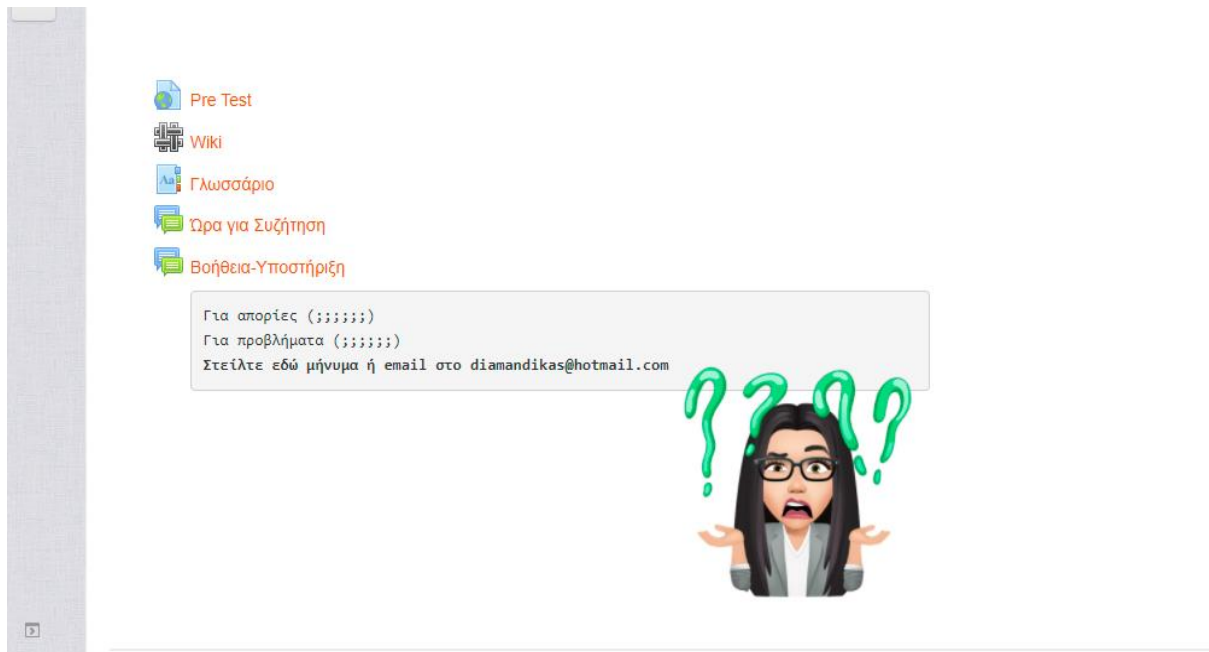 Pre Test
Wiki
Γλωσσάριο
Ώρα για Συζήτηση
Βοήθεια-Υποστήριξη
Για απορίες (;;;;;;)
Για προβλήματα (;;;;;;)
Στείλτε εδώ μήνυμα ή email στο diamandikas@hotmail.com